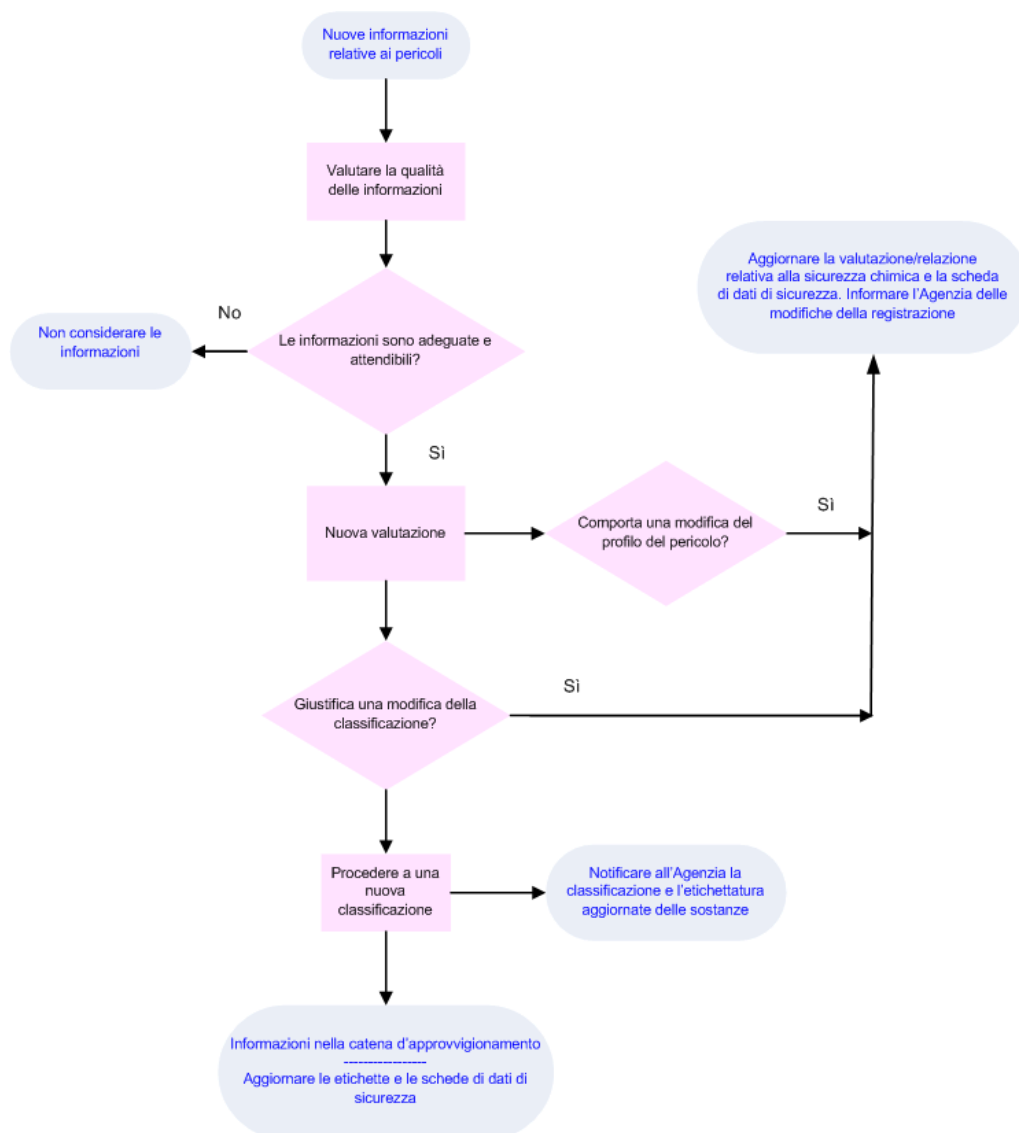 Nuove informazioni
relative ai pericoli
Valutare la qualità
delle informazioni
Aggiornare la valutazione/relazione
relativa alla sicurezza chimica e la scheda
di dati di sicurezza. Informare l'Agenzia delle
modifiche della registrazione
No
Non considerare le
informazioni
Le informazioni sono adeguate e
attendibili?
Sì
Nuova valutazione
Comporta una modifica del
profilo del pericolo?
Sì
Giustifica una modifica della
classificazione?
Sì
Procedere a una
nuova
classificazione
Notificare all'Agenzia la
classificazione e l'etichettatura
aggiornate delle sostanze
Informazioni nella catena d'approvvigionamento
-----------------
Aggiornare le etichette e le schede di dati di
sicurezza